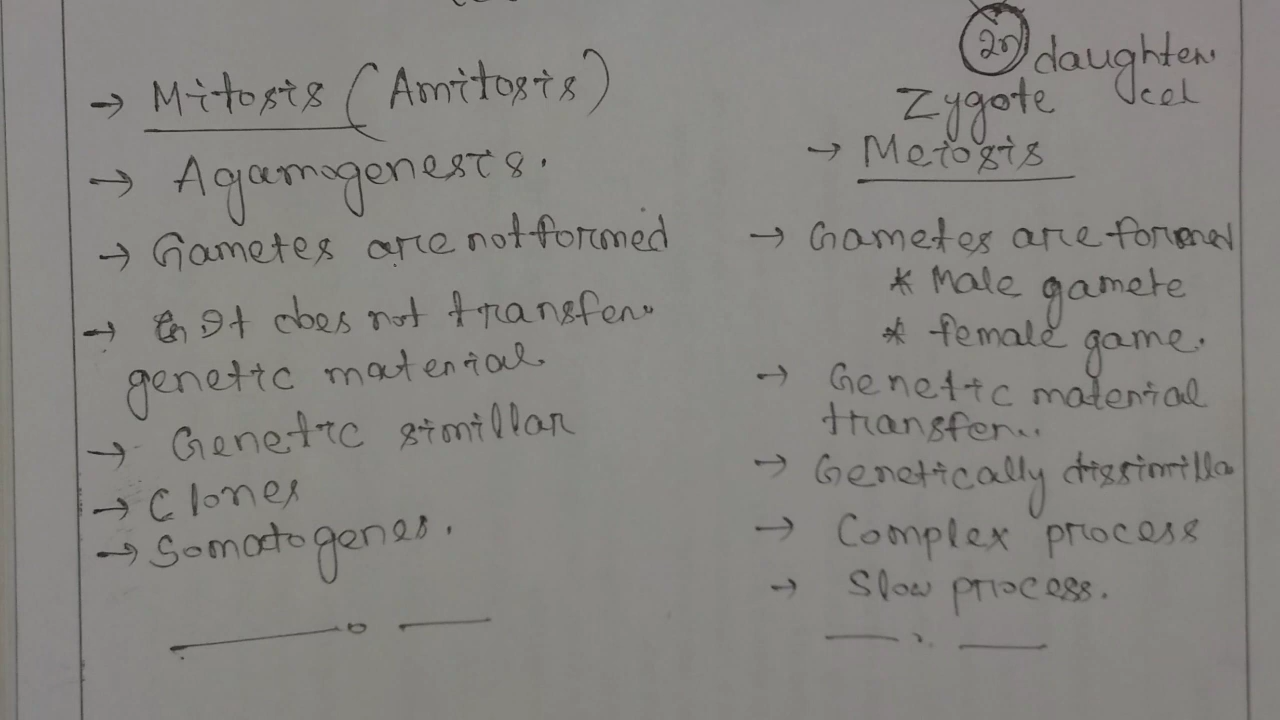 → Mitosis (Amitosis)
→ Agamogenesis.
→ Gametes are not formed
→ It does not transfer
genetic material.
→ Genetic simillar
→ Clones
→ Somatogenes.
2n daughter
Zygote cel
→ Meiosis
→ Gametes are formed
* Male gamete
* female game.
→ Genetic material
transfer..
→ Genetically dissimilla
→ Complex process
→ Slow process.